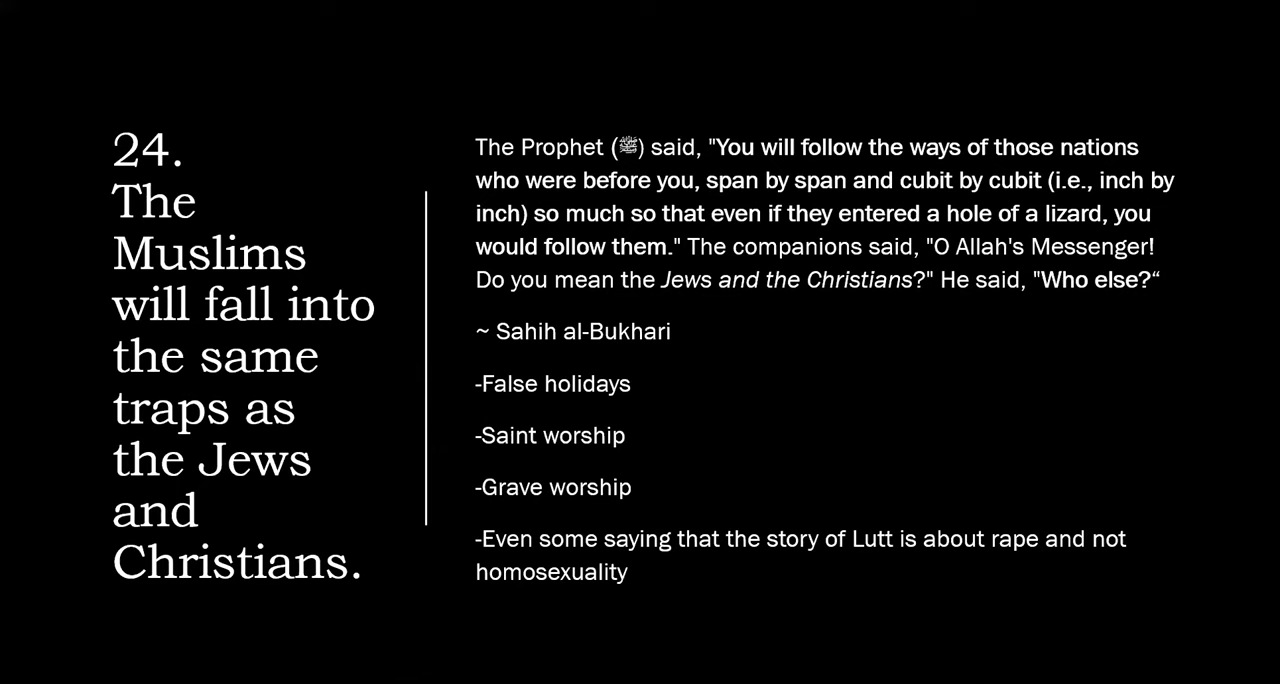 24.
The
Muslims
will fall into
the same
traps as
the Jews
and
Christians.
The Prophet (ﷺ) said, "You will follow the ways of those nations
who were before you, span by span and cubit by cubit (i.e., inch by
inch) so much so that even if they entered a hole of a lizard, you
would follow them." The companions said, "O Allah's Messenger!
Do you mean the Jews and the Christians?" He said, "Who else?“
~ Sahih al-Bukhari
-False holidays
-Saint worship
-Grave worship
-Even some saying that the story of Lutt is about rape and not
homosexuality